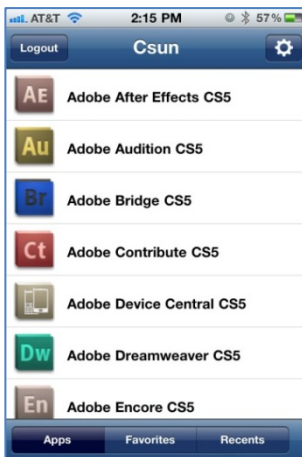 AT&T 2:15 PM 57%
Logout Csun
AE Adobe After Effects CS5
Au Adobe Audition CS5
Br Adobe Bridge CS5
Ct Adobe Contribute CS5
Adobe Device Central CS5
Dw Adobe Dreamweaver CS5
En Adobe Encore CS5
Apps Favorites Recents